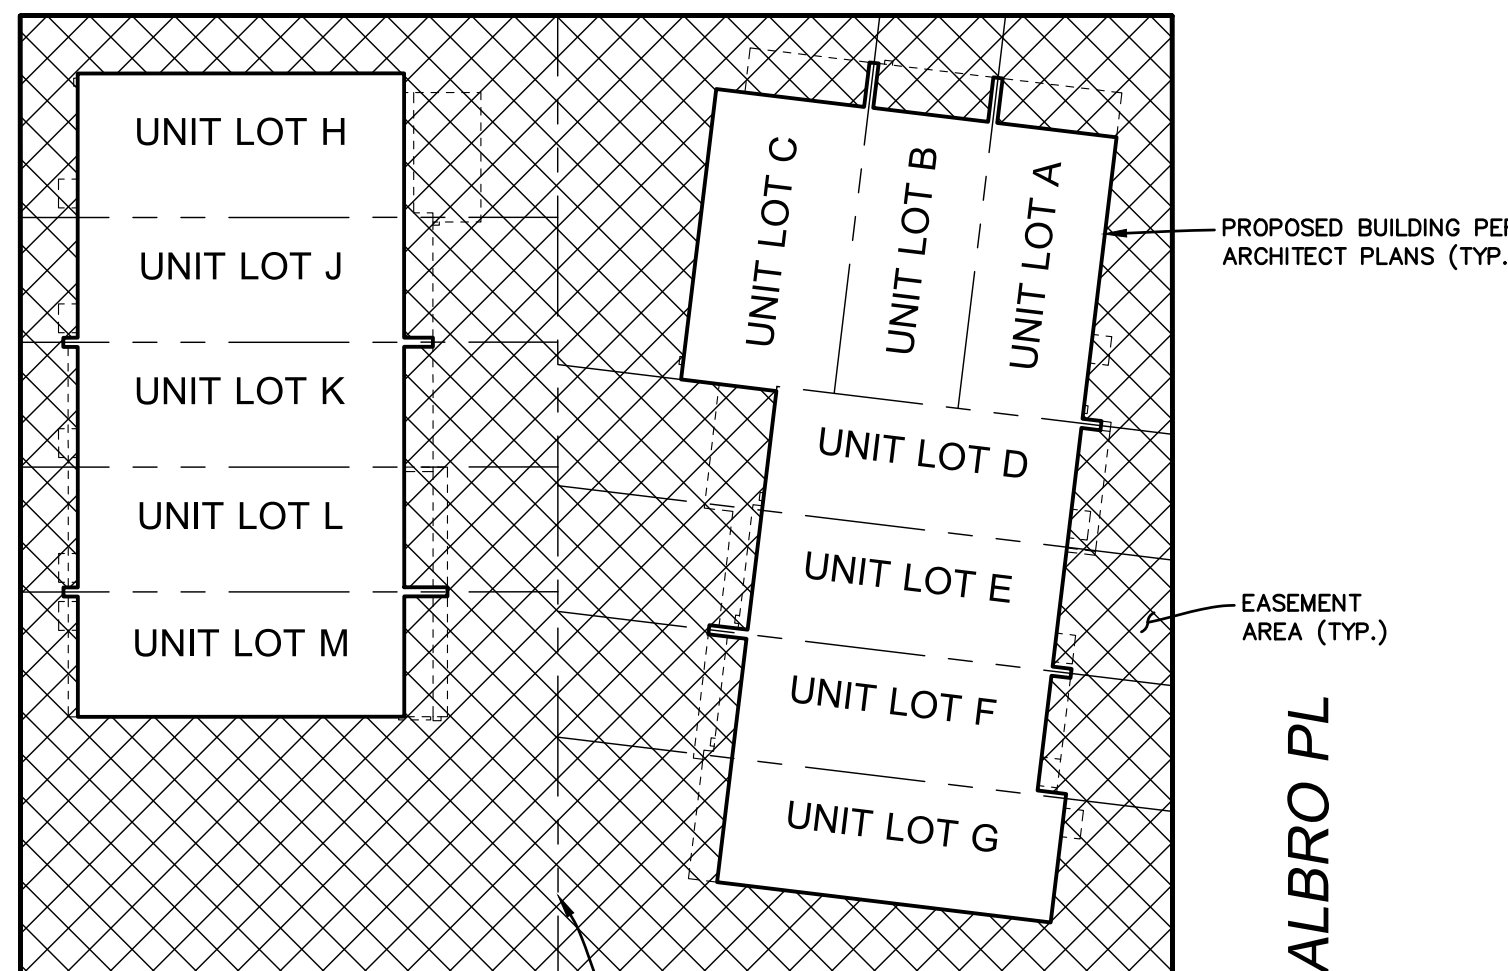 UNIT LOT H
UNIT LOT J
UNIT LOT K
UNIT LOT L
UNIT LOT M
UNIT LOT C
UNIT LOT B
UNIT LOT A
UNIT LOT D
UNIT LOT E
UNIT LOT F
UNIT LOT G
PROPOSED BUILDING
ARCHITECT PLANS (TYP.
EASEMENT
AREA (TYP.)
ALBRO PL